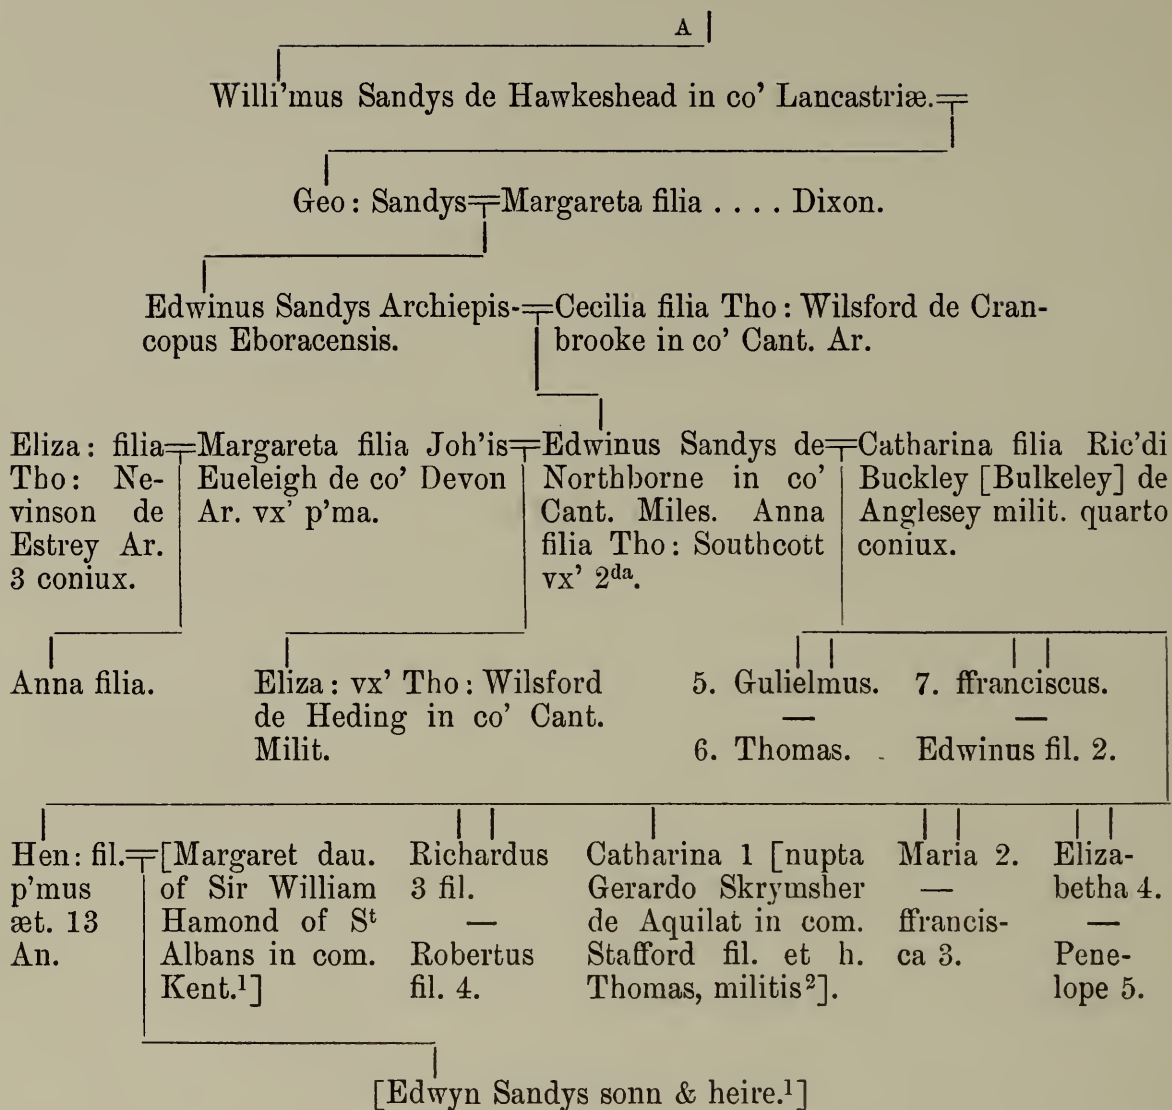 A
Willi'mus Sandys de Hawkeshead in co' Lancastriæ.
Geo: Sandys Margareta filia . . . . Dixon.
Edwinus Sandys Archiepis-
copus Eboracensis.
Cecilia filia Tho: Wilsford de Cran-
brooke in co' Cant. Ar.
Eliza: filia
Tho: Ne-
vinson de
Estrey Ar.
3 coniux.
Margareta filia Joh'is
Eueleigh de co' Devon
Ar. vx' p'ma.
Edwinus Sandys de
Northborne in co'
Cant. Miles. Anna
filia Tho: Southcott
vx' 2da.
Catharina filia Ric'di
Buckley [Bulkeley] de
Anglesey milit. quarto
coniux.
Anna filia.
Eliza: vx' Tho: Wilsford
de Heding in co' Cant.
Milit.
5. Gulielmus.
—
6. Thomas.
7. ffranciscus.
—
Edwinus fil. 2.
Hen: fil.
p'mus
æt. 13
An.
[Margaret dau.
of Sir William
Hamond of St
Albans in com.
Kent.1]
Richardus
3 fil.
—
Robertus
fil. 4.
Catharina 1 [nupta
Gerardo Skrymsher
de Aquilat in com.
Stafford fil. et h.
Thomas, militis2].
Maria 2.
—
ffrancis-
ca 3.
Eliza-
betha 4.
—
Pene-
lope 5.
[Edwyn Sandys sonn & heire.1]